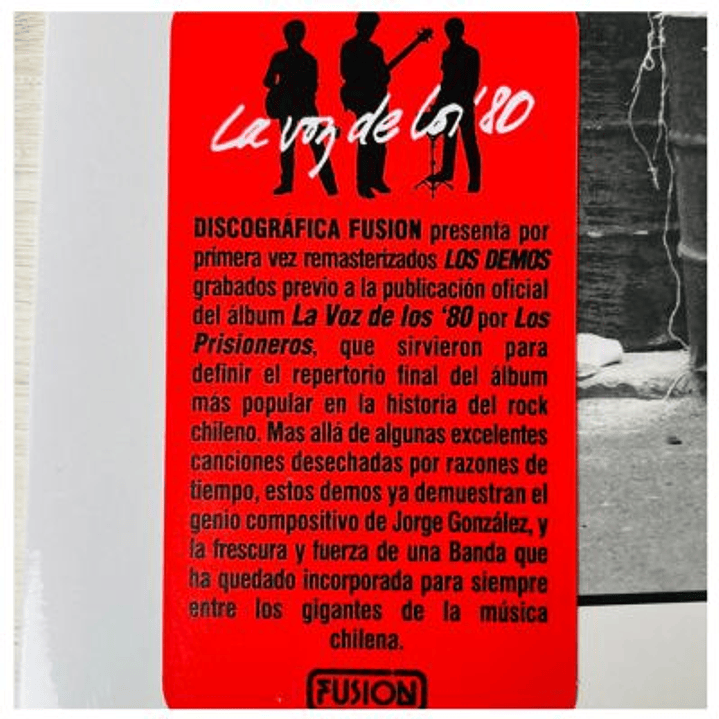 La voz de los '80
DISCOGRÁFICA FUSION presenta por
primera vez remasterizados LOS DEMOS
grabados previo a la publicación oficial
del álbum La Voz de los ‘80 por Los
Prisioneros, que sirvieron para
definir el repertorio final del álbum
más popular en la historia del rock
chileno. Mas allá de algunas excelentes
canciones desechadas por razones de
tiempo, estos demos ya demuestran el
genio compositivo de Jorge González, y
la frescura y fuerza de una Banda que
ha quedado incorporada para siempre
entre los gigantes de la música
chilena.
FUSION